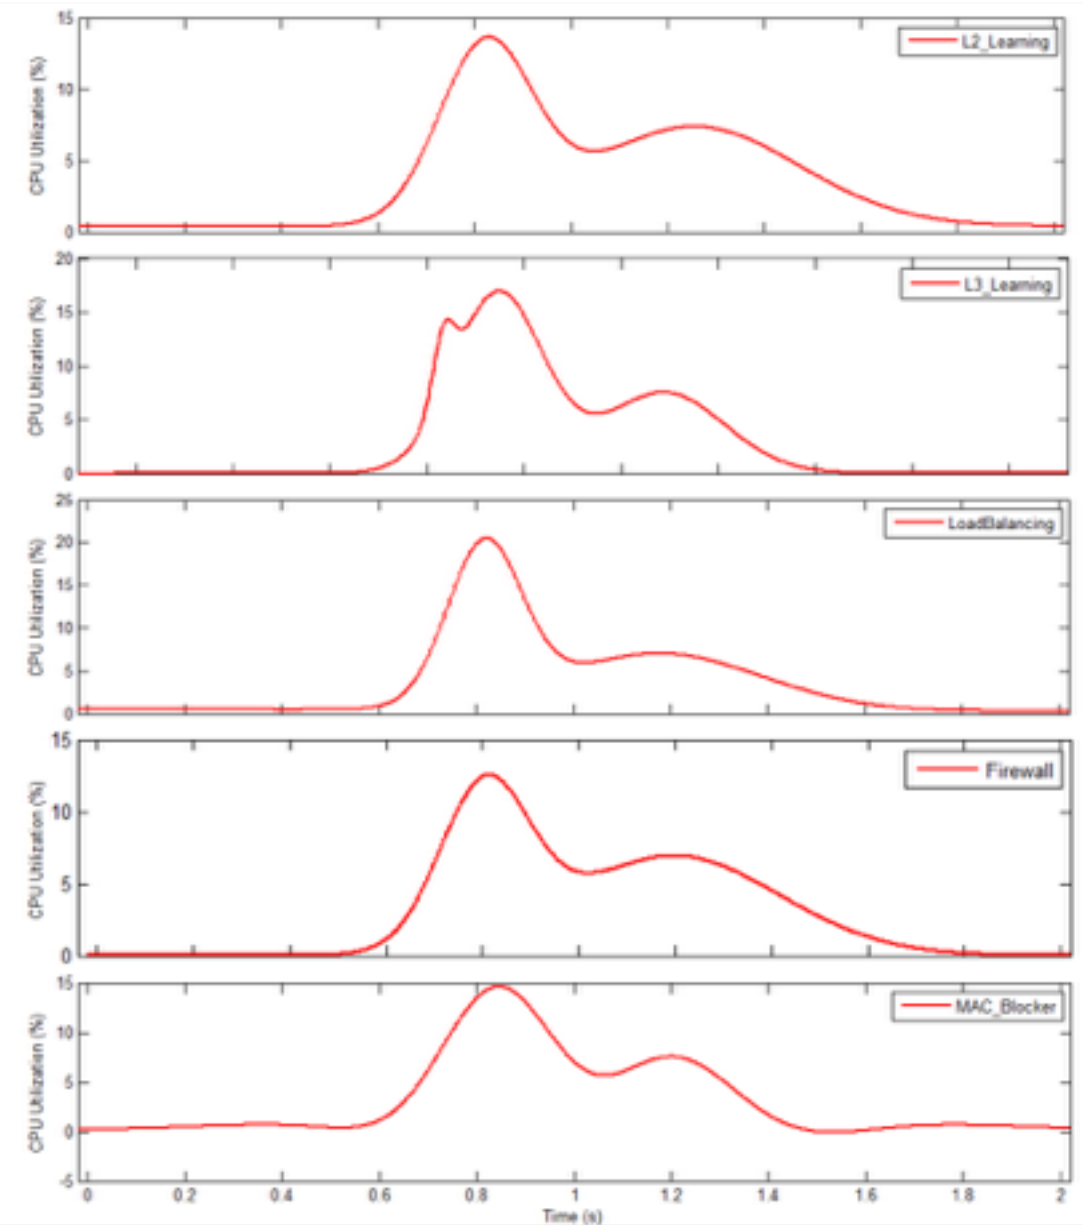 15
10
5
0
CPU Utilization (%)
L2_Learning
20
15
10
5
0
CPU Utilization (%)
L3_Learning
25
20
15
10
5
0
CPU Utilization (%)
LoadBalancing
15
10
5
0
CPU Utilization (%)
Firewall
15
10
5
0
-5
CPU Utilization (%)
MAC_Blocker
0 0.2 0.4 0.6 0.8 1 1.2 1.4 1.6 1.8 2
Time (s)